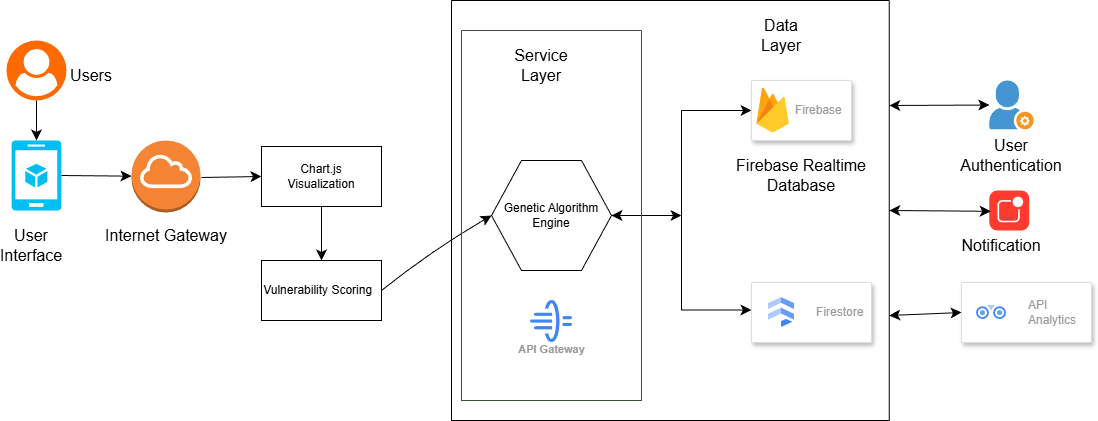 Users
User
Interface
Internet Gateway
Chart.js
Visualization
Vulnerability Scoring
Service
Layer
Genetic Algorithm
Engine
API Gateway
Data
Layer
Firebase
Firebase Realtime
Database
Firestore
User
Authentication
Notification
API
Analytics